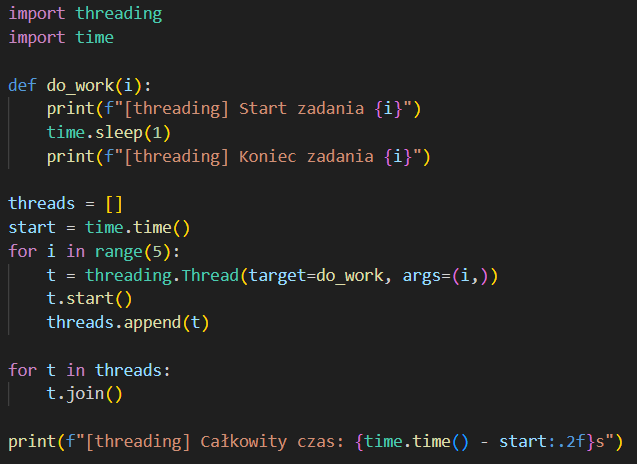 import threading
import time
def do_work(i):
    print(f"[threading] Start zadania {i}")
    time.sleep(1)
    print(f"[threading] Koniec zadania {i}")
threads = []
start = time.time()
for i in range(5):
    t = threading.Thread(target=do_work, args=(i,))
    t.start()
    threads.append(t)
for t in threads:
    t.join()
print(f"[threading] Całkowity czas: {time.time() - start:.2f}s")